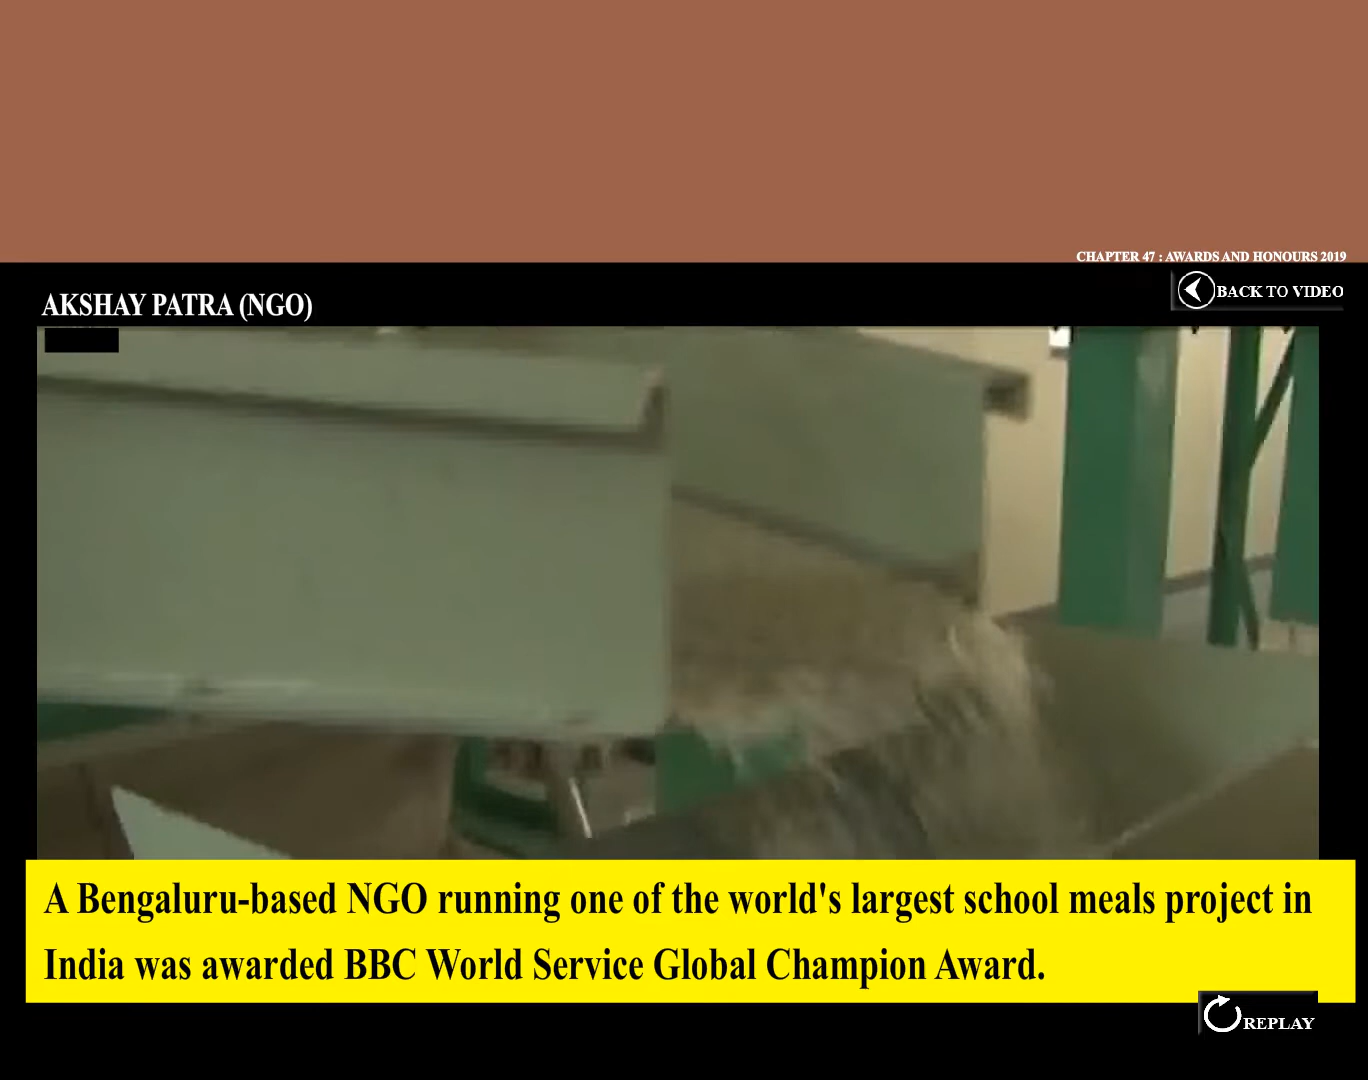 CHAPTER 47 : AWARDS AND HONOURS 2019
BACK TO VIDEO
AKSHAY PATRA (NGO)
A Bengaluru-based NGO running one of the world's largest school meals project in
India was awarded BBC World Service Global Champion Award.
REPLAY